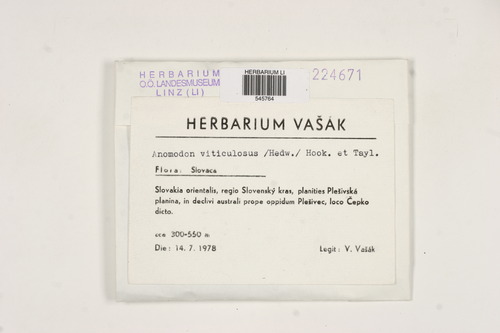 HERBARIUM
O.Ö. LANDESMUSEUM
LINZ (LI)
HERBARIUM LI
545764
224671
HERBARIUM VAŠÁK
Anomodon viticulosus /Hedw./ Hook. et Tayl.
Flora: Slovaca
Slovakia orientalis, regio Slovenský kras, planities Plešivská
planina, in declivi australi prope oppidum Plešivec, loco Čepko
dicto.
cca 300-550 m
Die: 14. 7. 1978
Legit: V. Vašák